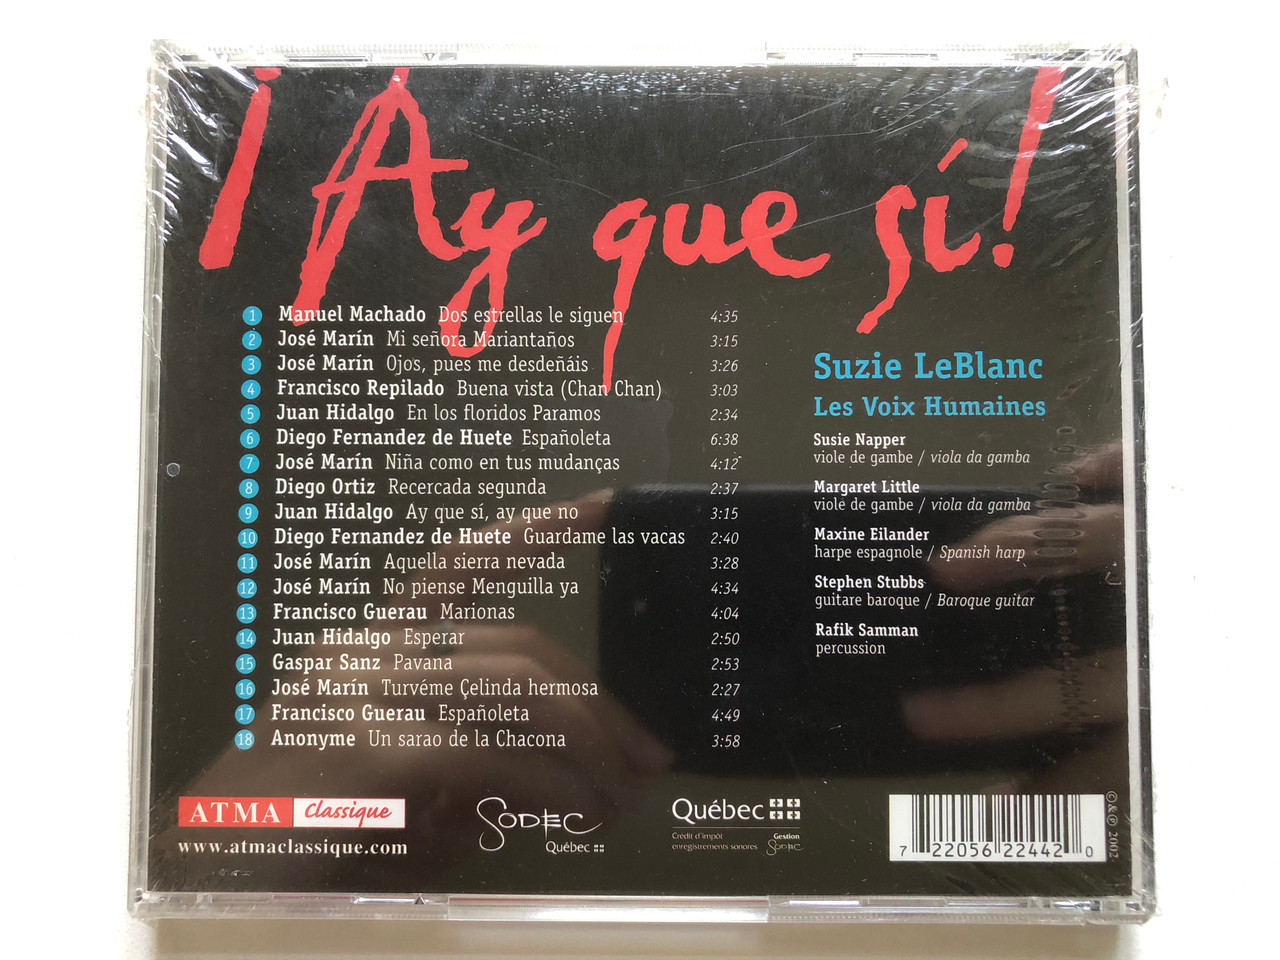 ¡Ay que sí!
1 Manuel Machado Dos estrellas le siguen 4:35
2 José Marín Mi señora Mariantaños 3:15
3 José Marín Ojos, pues me desdeñáis 3:26
4 Francisco Repilado Buena vista (Chan Chan) 3:03
5 Juan Hidalgo En los floridos Paramos 2:34
6 Diego Fernandez de Huete Españoleta 6:38
7 José Marín Niña como en tus mudanças 4:12
8 Diego Ortiz Recercada segunda 2:37
9 Juan Hidalgo Ay que sí, ay que no 3:15
10 Diego Fernandez de Huete Guardame las vacas 2:40
11 José Marín Aquella sierra nevada 3:28
12 José Marín No piense Menguilla ya 4:34
13 Francisco Guerau Marionas 4:04
14 Juan Hidalgo Esperar 2:50
15 Gaspar Sanz Pavana 2:53
16 José Marín Turvéme Çelinda hermosa 2:27
17 Francisco Guerau Españoleta 4:49
18 Anonyme Un sarao de la Chacona 3:58
Suzie LeBlanc
Les Voix Humaines
Susie Napper
viole de gambe / viola da gamba
Margaret Little
viole de gambe / viola da gamba
Maxine Eilander
harpe espagnole / Spanish harp
Stephen Stubbs
guitare baroque / Baroque guitar
Rafik Samman
percussion
ATMA Classique
www.atmaclassique.com
SODEC
Québec
Québec
Crédit d'impôt
enregistrements sonores
Gestion
SODEC
7 22056 22442 0
© & ℗ 2002